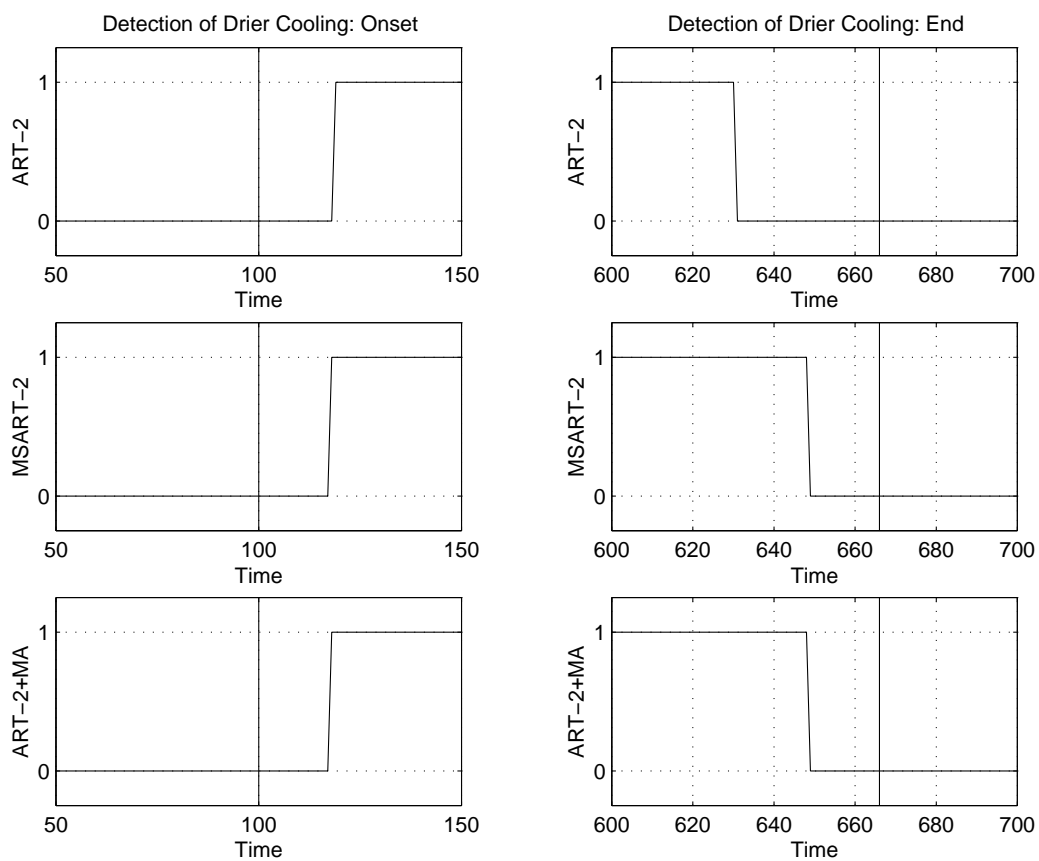 Detection of Drier Cooling: Onset
1
0
ART−2
50 100 150
Time
Detection of Drier Cooling: End
1
0
ART−2
600 620 640 660 680 700
Time
1
0
MSART−2
50 100 150
Time
1
0
MSART−2
600 620 640 660 680 700
Time
1
0
ART−2+MA
50 100 150
Time
1
0
ART−2+MA
600 620 640 660 680 700
Time